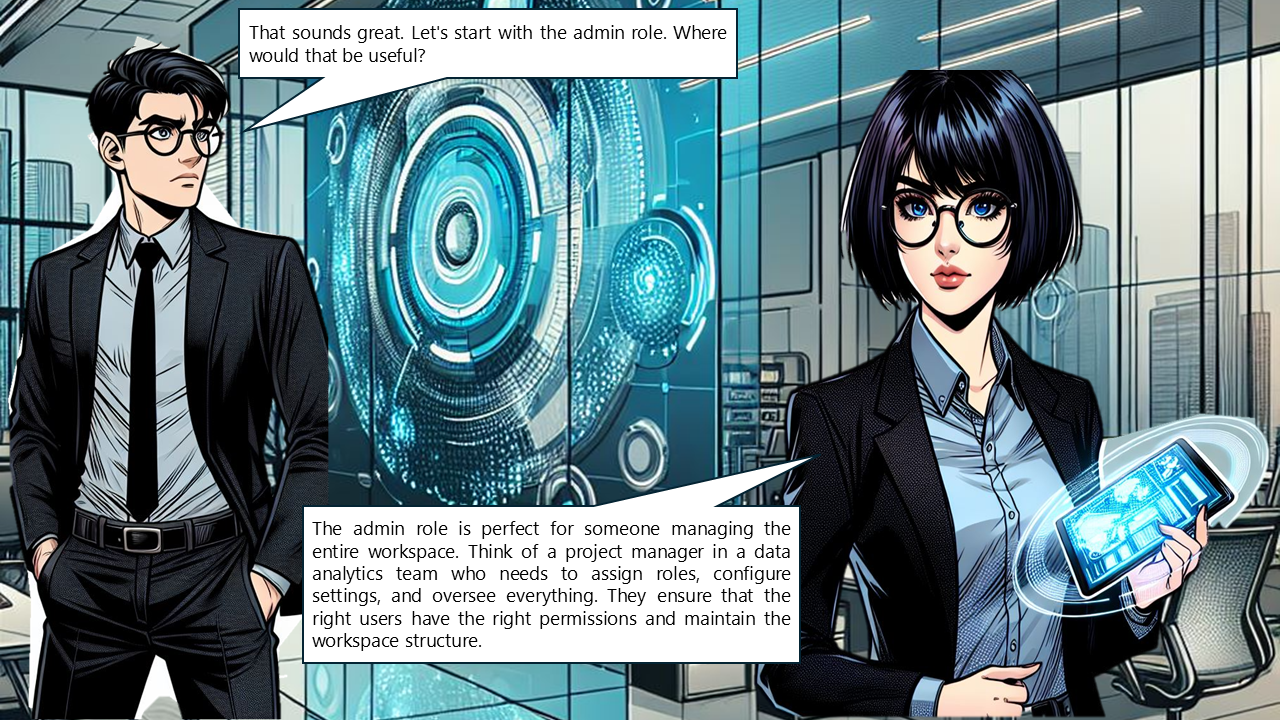 That sounds great. Let's start with the admin role. Where
would that be useful?
The admin role is perfect for someone managing the
entire workspace. Think of a project manager in a data
analytics team who needs to assign roles, configure
settings, and oversee everything. They ensure that the
right users have the right permissions and maintain the
workspace structure.